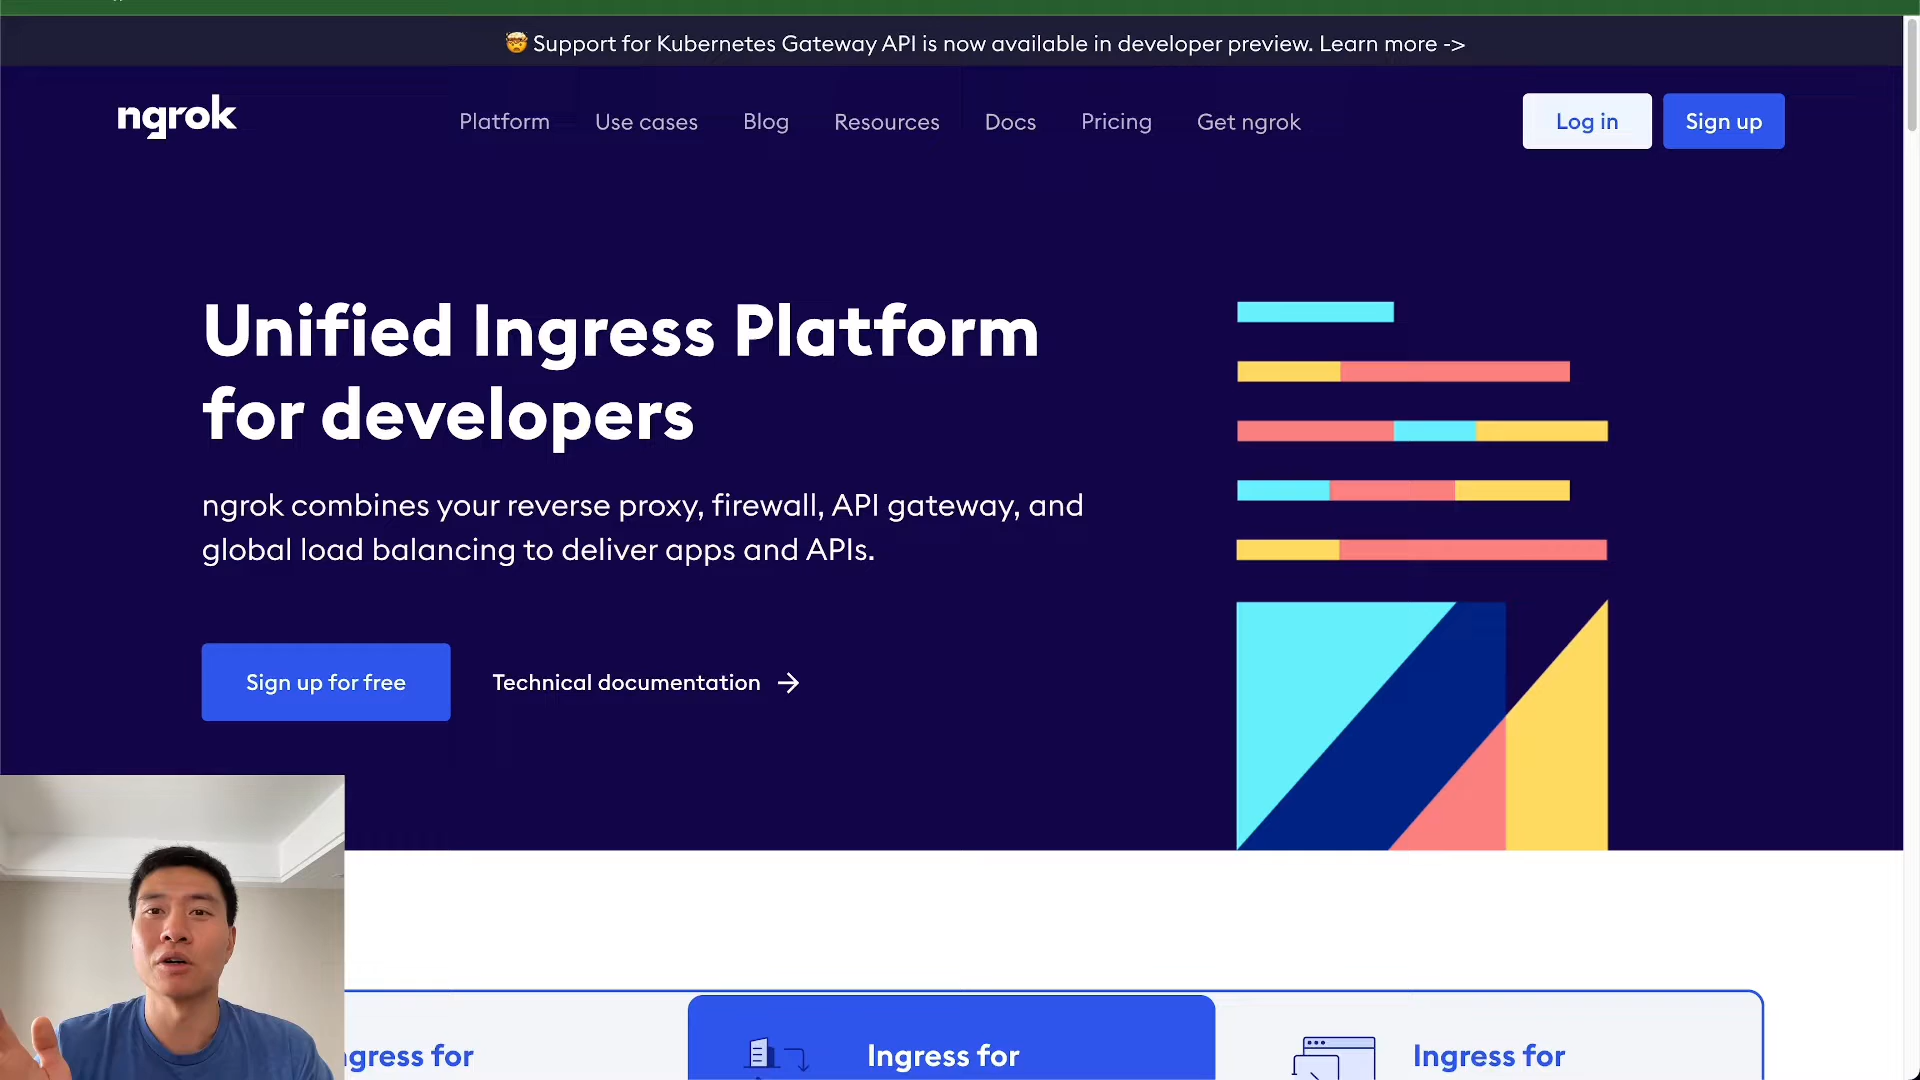 🤯 Support for Kubernetes Gateway API is now available in developer preview. Learn more ->
ngrok
Platform
Use cases
Blog
Resources
Docs
Pricing
Get ngrok
Log in
Sign up
Unified Ingress Platform
for developers
ngrok combines your reverse proxy, firewall, API gateway, and
global load balancing to deliver apps and APIs.
Sign up for free
Technical documentation →
for
Ingress for
Ingress for